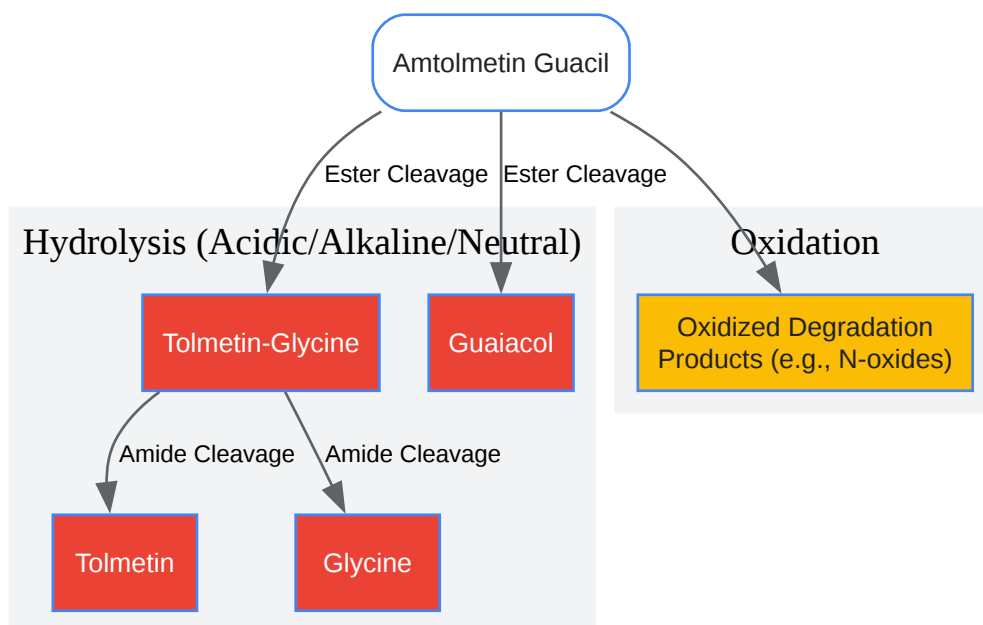 Amtolmetin Guacil
Ester Cleavage
Ester Cleavage
Hydrolysis (Acidic/Alkaline/Neutral)
Oxidation
Tolmetin-Glycine
Guaiacol
Oxidized Degradation
Products (e.g., N-oxides)
Amide Cleavage
Amide Cleavage
Tolmetin
Glycine